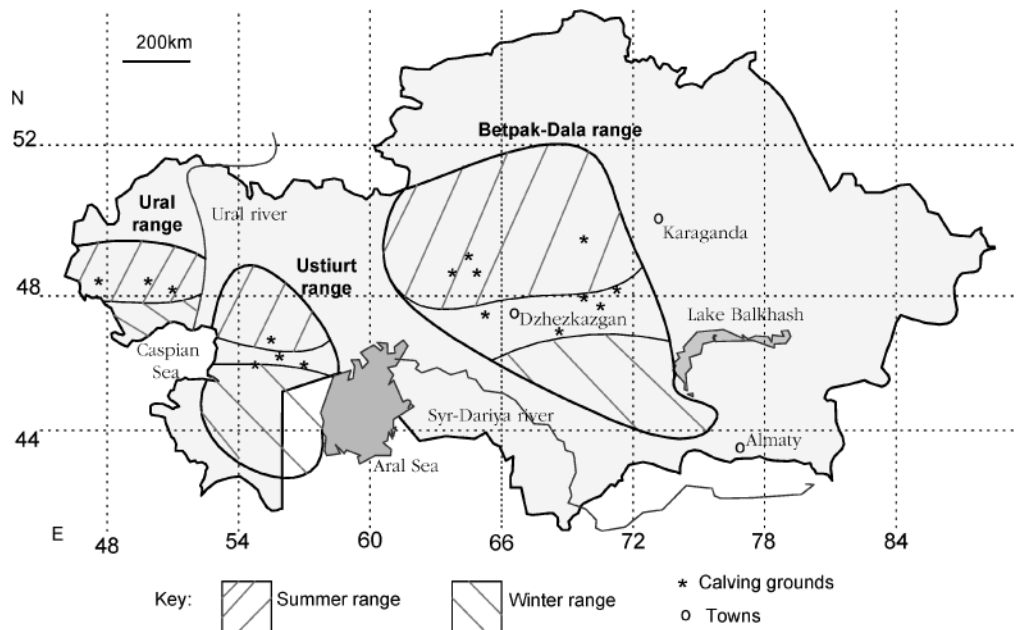 200km
N
52
Betpak-Dala range
Ural
range
Ural river
Karaganda
Ustiurt
range
48
Dzhezkazgan
Lake Balkhash
Caspian
Sea
Syr-Dariya river
44
Almaty
Aral Sea
E
48
54
60
66
72
78
84
Key:
Summer range
Winter range
* Calving grounds
o Towns